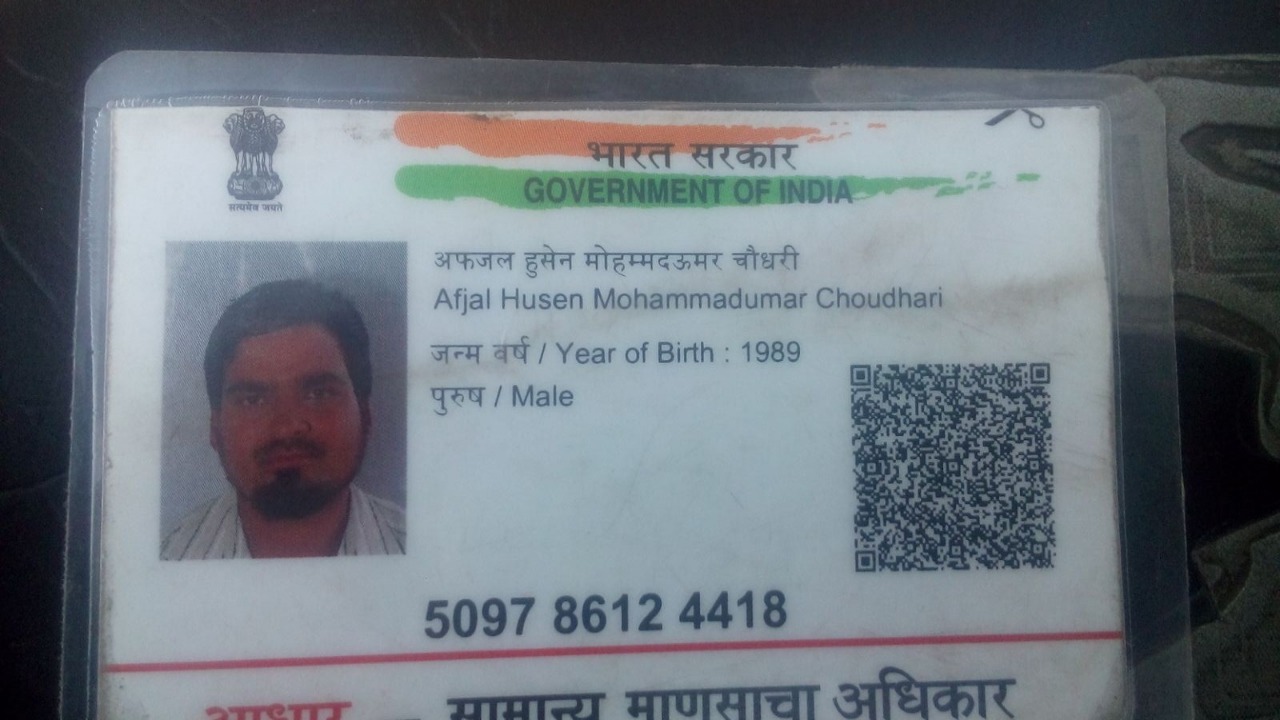 भारत सरकार
GOVERNMENT OF INDIA
सत्यमेव जयते
अफजल हुसेन मोहम्मदऊमर चौधरी
Afjal Husen Mohammadumar Choudhari
जन्म वर्ष / Year of Birth : 1989
पुरुष / Male
5097 8612 4418
आधार — सामान्य माणसाचा अधिकार